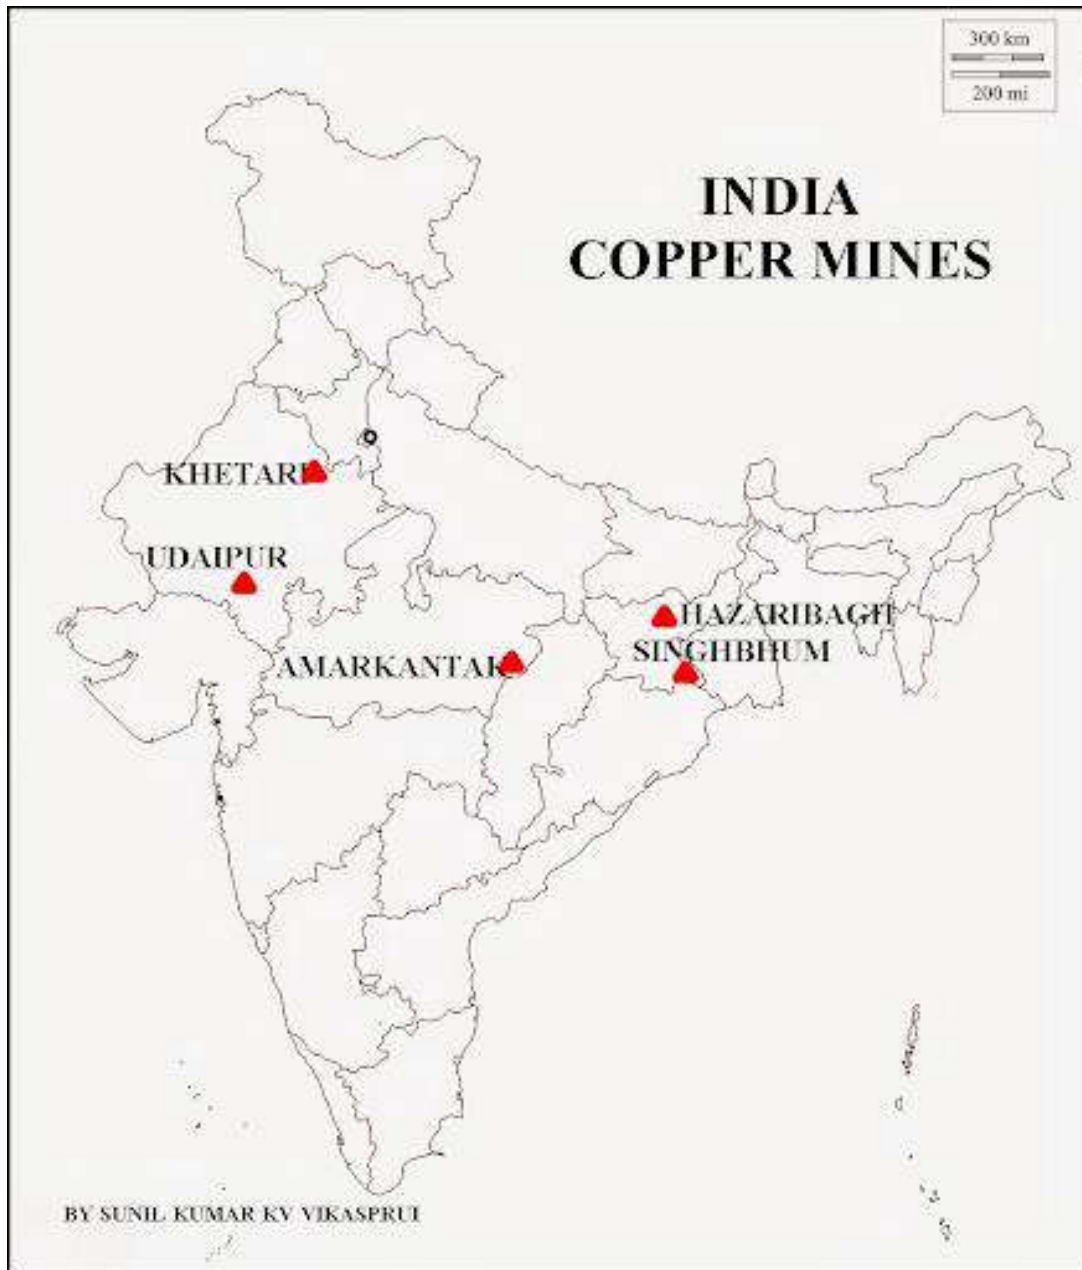 300 km
200 mi
INDIA
COPPER MINES
KHETARI
UDAIPUR
HAZARIBAGH
SINGHBHUM
AMARKANTAK
BY SUNIL KUMAR KV VIKASPRUI